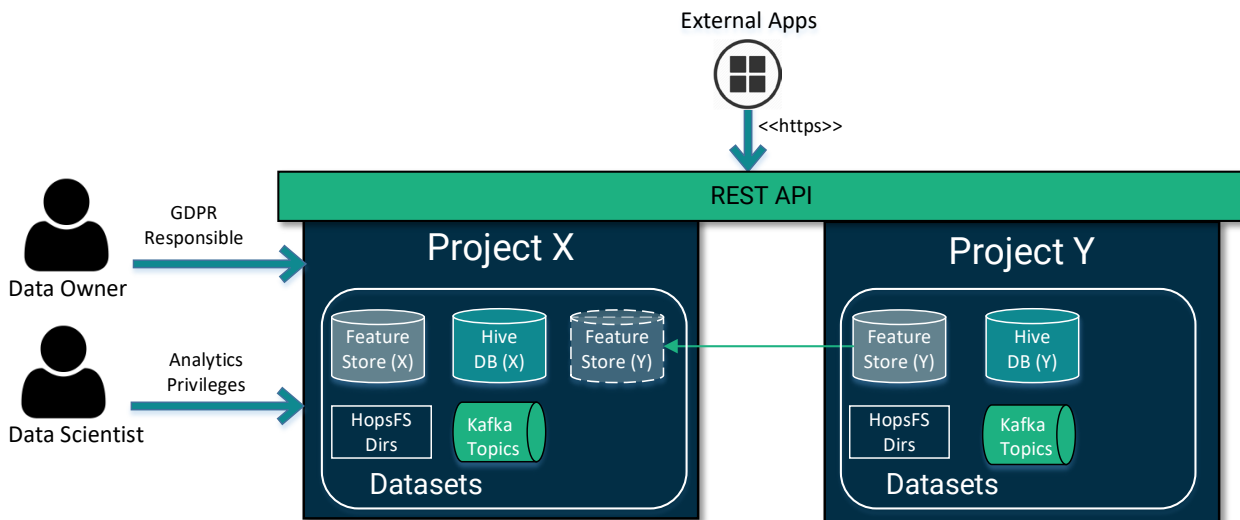 External Apps
<<https>>
REST API
GDPR
Responsible
Data Owner
Analytics
Privileges
Data Scientist
Project X
Feature
Store (X)
Hive
DB (X)
Feature
Store (Y)
HopsFS
Dirs
Kafka
Topics
Datasets
Project Y
Feature
Store (Y)
Hive
DB (Y)
HopsFS
Dirs
Kafka
Topics
Datasets